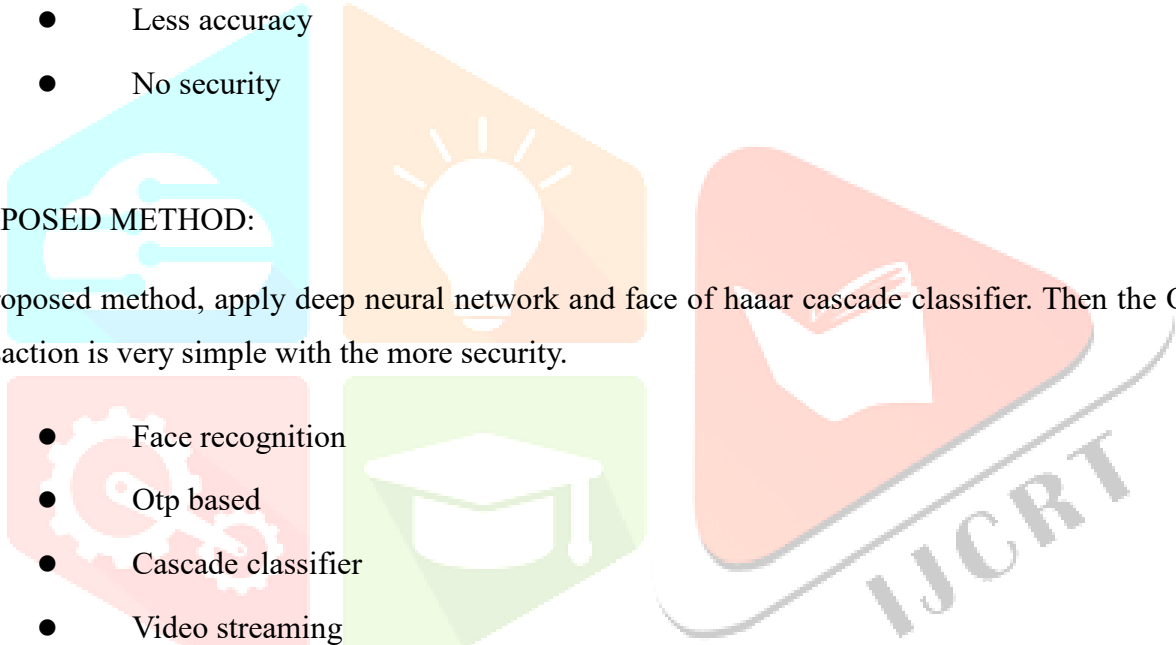 ● Less accuracy
● No security
POSED METHOD:
oposed method, apply deep neural network and face of haaar cascade classifier. Then the O
action is very simple with the more security.
● Face recognition
● Otp based
● Cascade classifier
● Video streaming
IJCRT